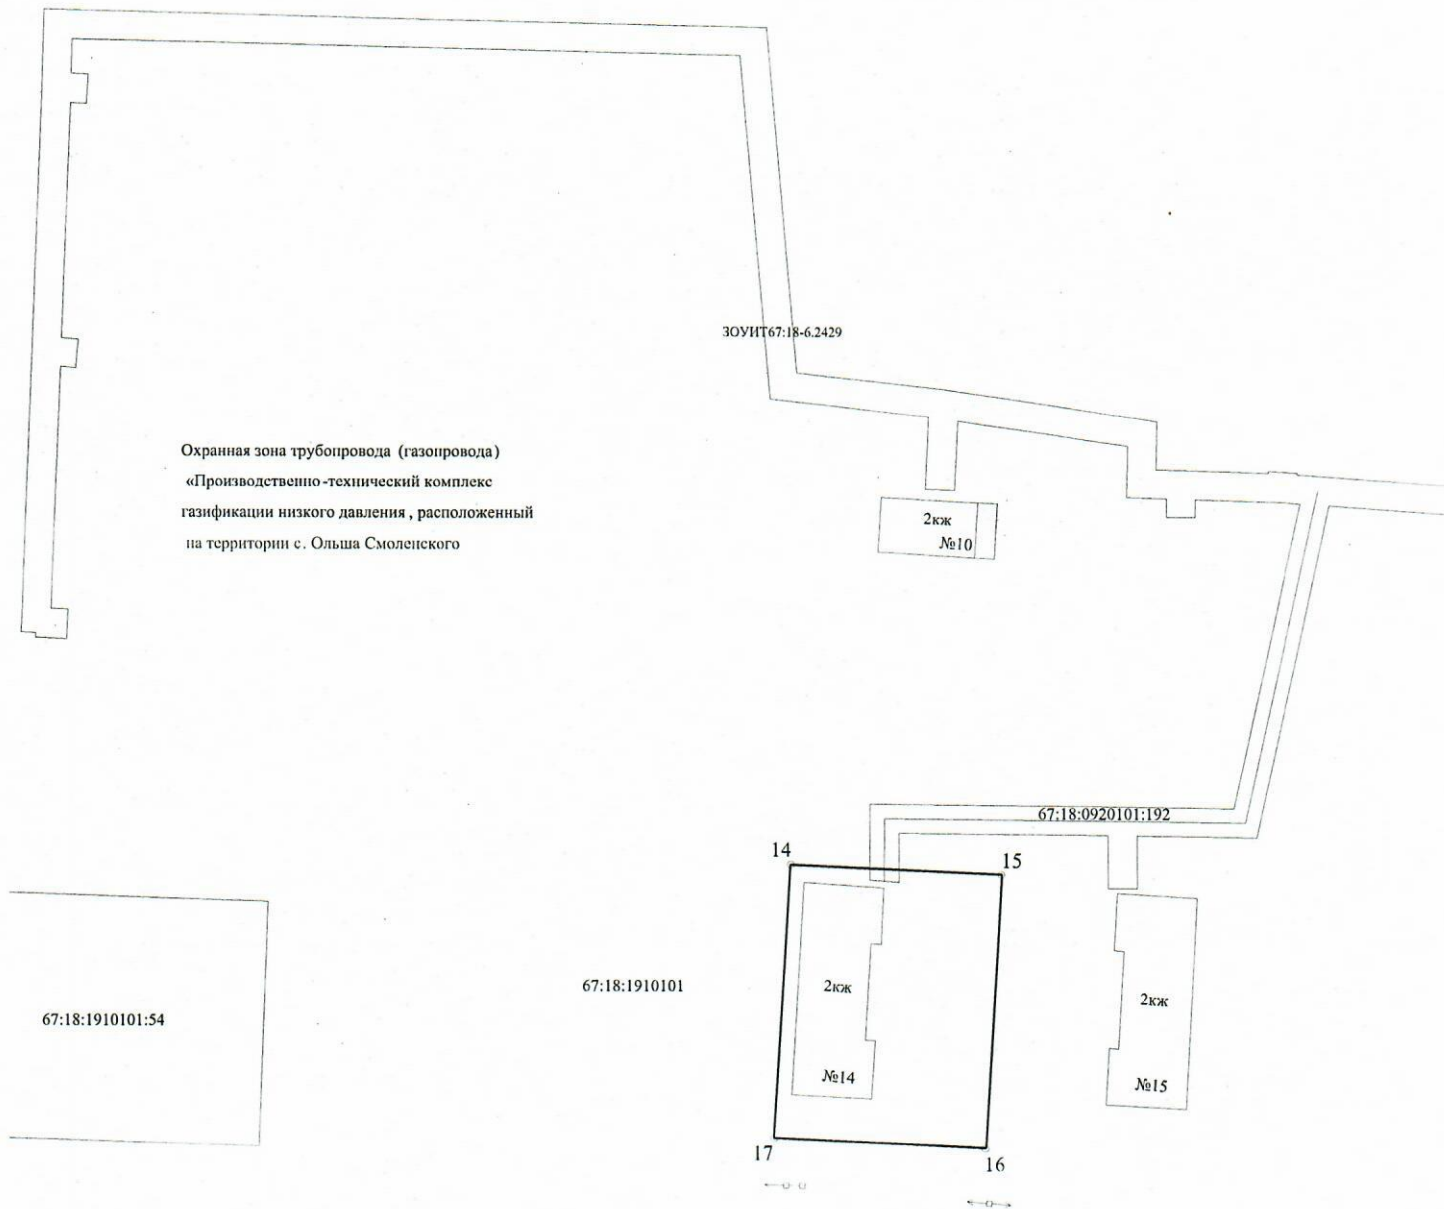 ЗОУИТ67:18-6.2429
Охранная зона трубопровода (газопровода)
«Производственно-технический комплекс
газификации низкого давления, расположенный
на территории с. Ольша Смоленского
2кж
№10
67:18:0920101:192
14
15
67:18:1910101
2кж
2кж
67:18:1910101:54
№14
№15
17
16